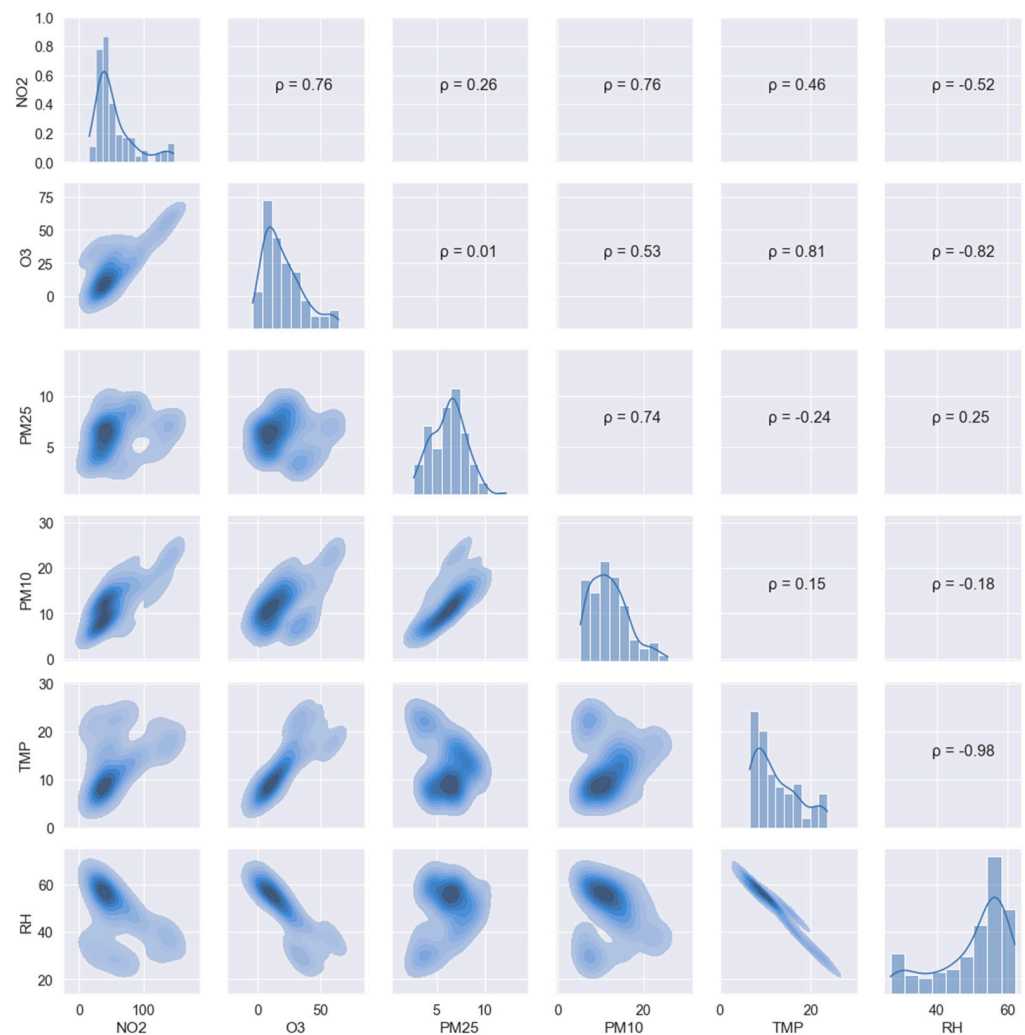 1.0
0.8
0.6
0.4
0.2
0.0
NO2
ρ = 0.76
ρ = 0.26
ρ = 0.76
ρ = 0.46
ρ = -0.52
75
50
25
0
O3
ρ = 0.01
ρ = 0.53
ρ = 0.81
ρ = -0.82
10
5
PM25
ρ = 0.74
ρ = -0.24
ρ = 0.25
30
20
10
0
PM10
ρ = 0.15
ρ = -0.18
30
20
10
0
TMP
ρ = -0.98
60
40
20
RH
0 100
NO2
0 50
O3
5 10
PM25
0 20
PM10
0 20
TMP
40 60
RH